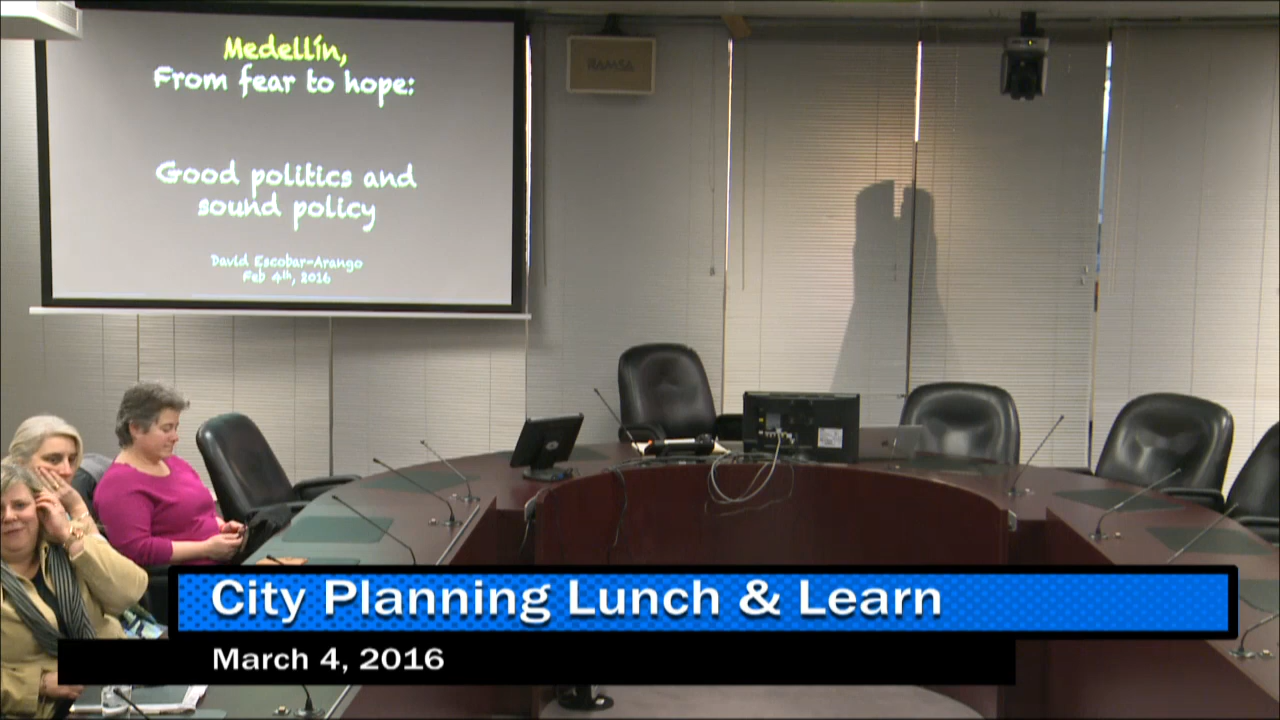 Medellín,
From fear to hope:
Good politics and
sound policy
David Escobar-Arango
Feb 4th, 2016
RAMSA
City Planning Lunch & Learn
March 4, 2016